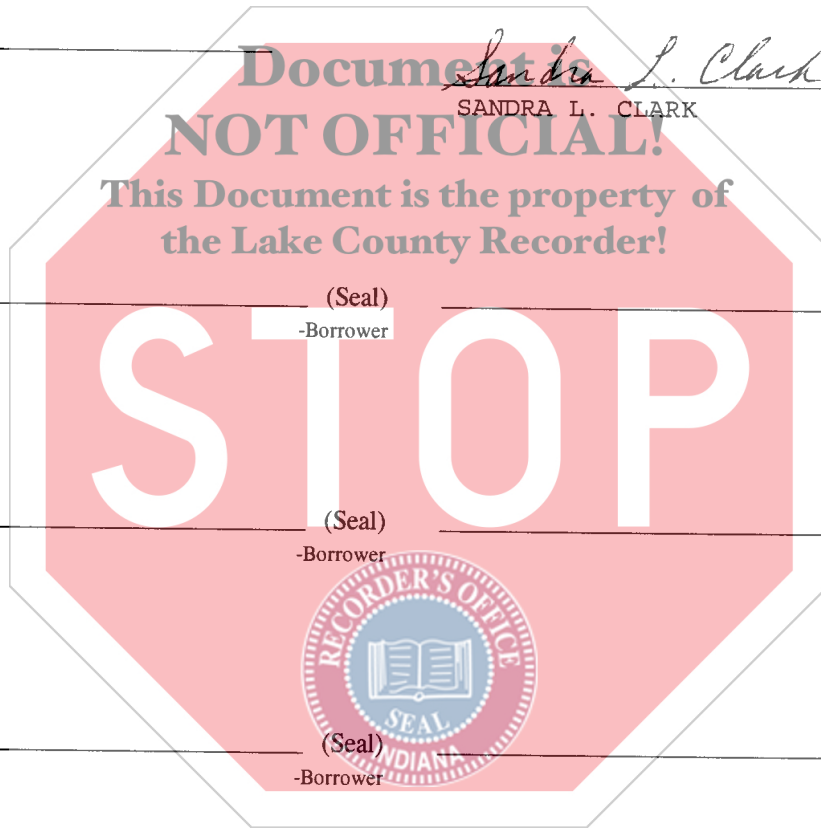 Document is
Sandra L. Clark
SANDRA L. CLARK
NOT OFFICIAL!
This Document is the property of
the Lake County Recorder!
(Seal)
-Borrower
STOP
(Seal)
-Borrower
RECORDER'S OFFICE
SEAL
INDIANA
(Seal)
-Borrower